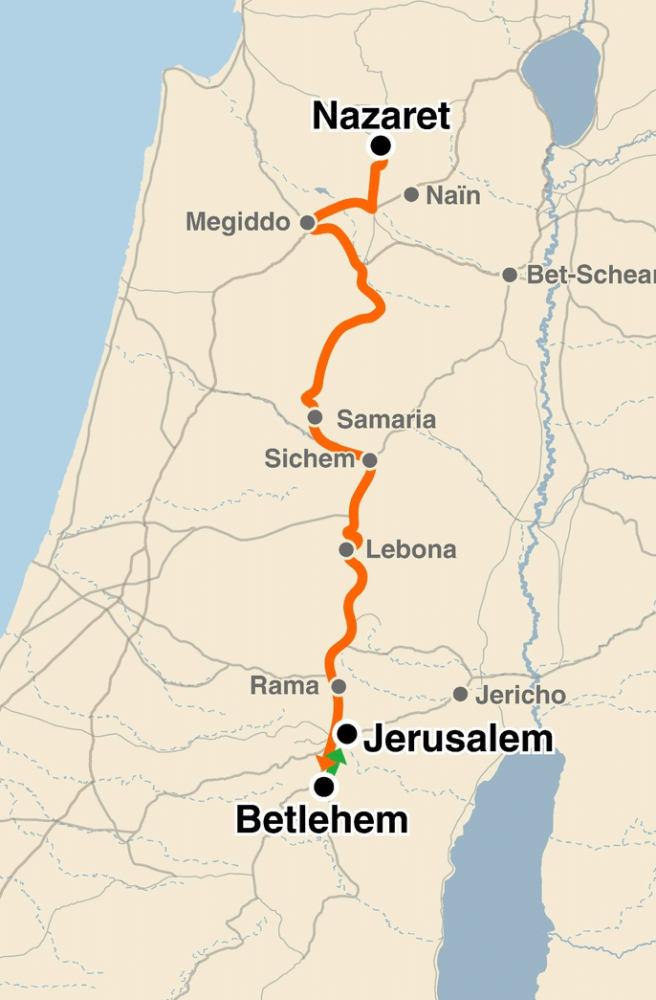 Nazaret
Naïn
Megiddo
Bet-Schean
Samaria
Sichem
Lebona
Rama
Jericho
Jerusalem
Betlehem